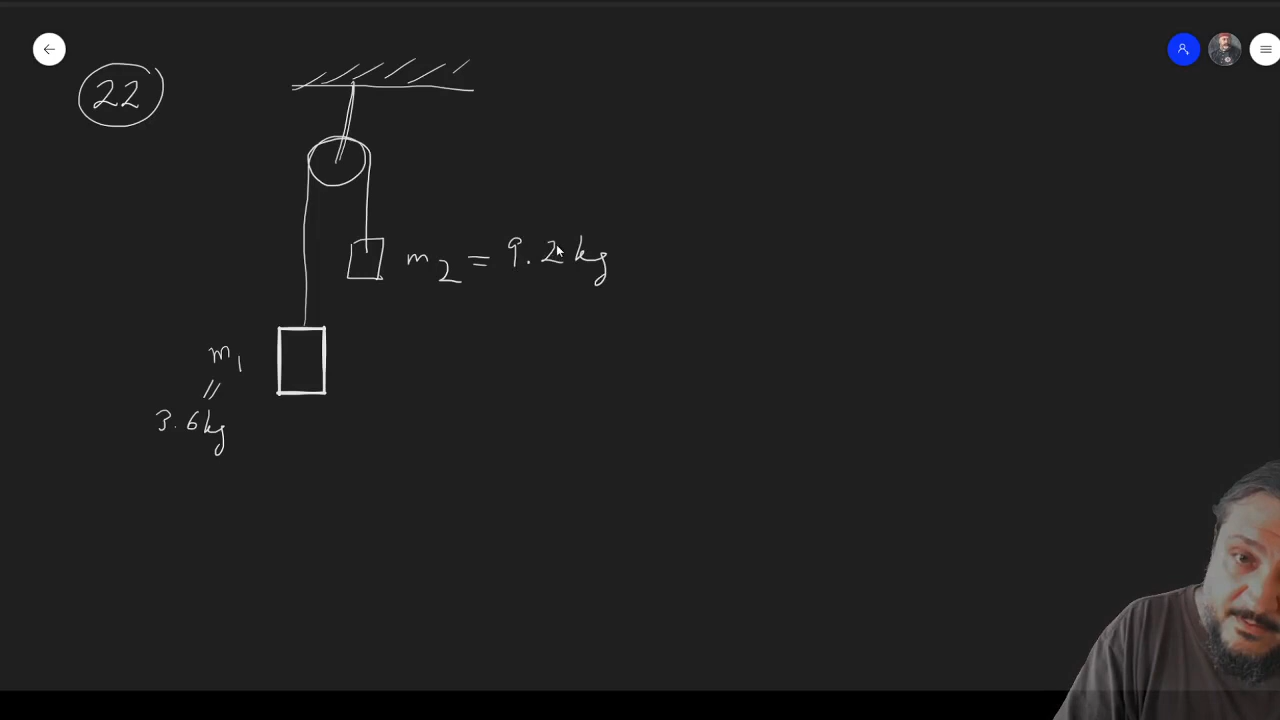 22
m2 = 9.2 kg
m1
=
3.6 kg